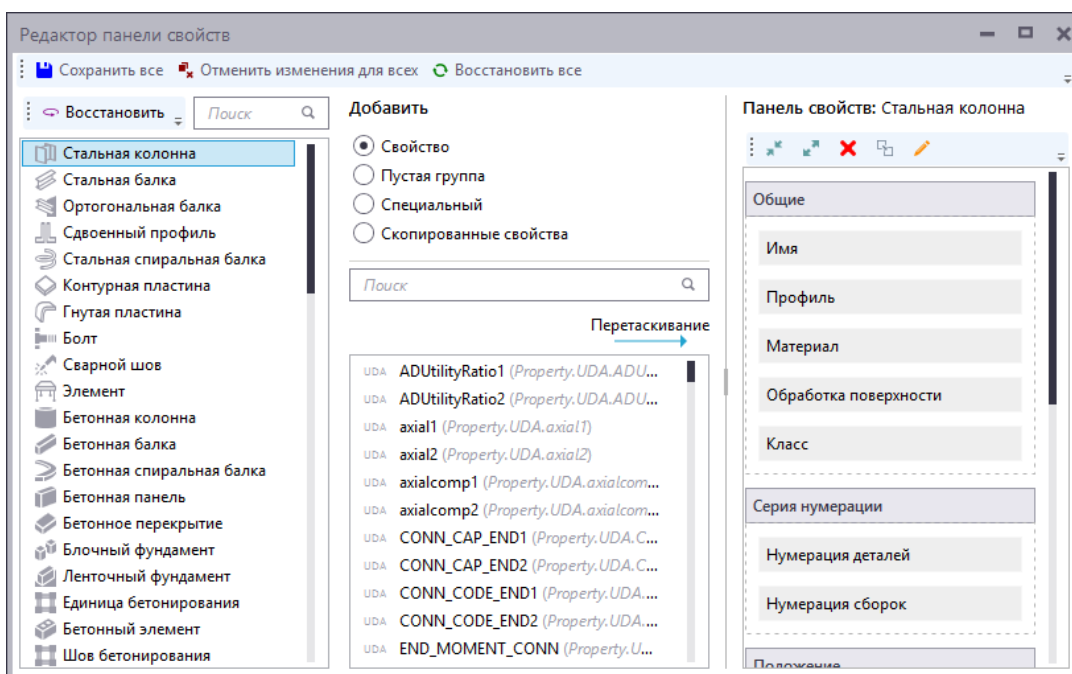 Редактор панели свойств
Сохранить все Отменить изменения для всех Восстановить все
Восстановить Поиск
Стальная колонна
Стальная балка
Ортогональная балка
Сдвоенный профиль
Стальная спиральная балка
Контурная пластина
Гнутая пластина
Болт
Сварной шов
Элемент
Бетонная колонна
Бетонная балка
Бетонная спиральная балка
Бетонная панель
Бетонное перекрытие
Блочный фундамент
Ленточный фундамент
Единица бетонирования
Бетонный элемент
Шов бетонирования
Добавить
Свойство
Пустая группа
Специальный
Скопированные свойства
Поиск
Перетаскивание
UDA ADUtilityRatio1 (Property.UDA.ADU...
UDA ADUtilityRatio2 (Property.UDA.ADU...
UDA axial1 (Property.UDA.axial1)
UDA axial2 (Property.UDA.axial2)
UDA axialcomp1 (Property.UDA.axialcom...
UDA axialcomp2 (Property.UDA.axialcom...
UDA CONN_CAP_END1 (Property.UDA.C...
UDA CONN_CAP_END2 (Property.UDA.C...
UDA CONN_CODE_END1 (Property.UDA....
UDA CONN_CODE_END2 (Property.UDA....
UDA END_MOMENT_CONN (Property.U...
Панель свойств: Стальная колонна
Общие
Имя
Профиль
Материал
Обработка поверхности
Класс
Серия нумерации
Нумерация деталей
Нумерация сборок
Положение